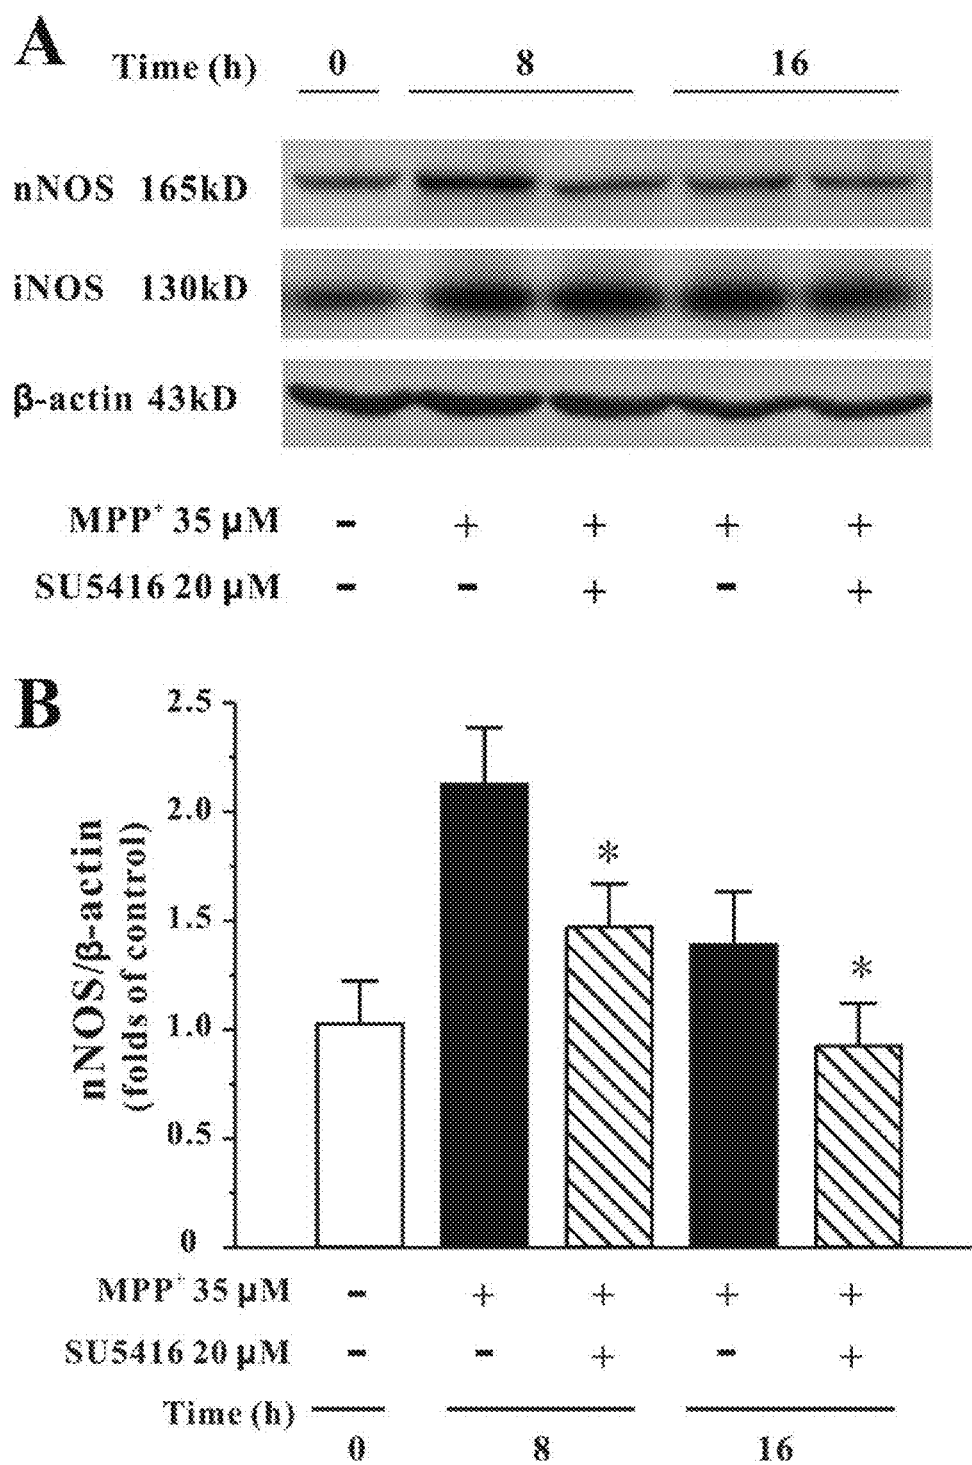 A
Time (h) 0 8 16
nNOS 165kD
iNOS 130kD
β-actin 43kD
MPP⁺ 35 μM - + + + +
SU5416 20 μM - - + - +
B
nNOS/β-actin
(folds of control)
2.5
2.0
1.5
1.0
0.5
0
*
*
MPP⁺ 35 μM - + + + +
SU5416 20 μM - - + - +
Time (h)
0 8 16